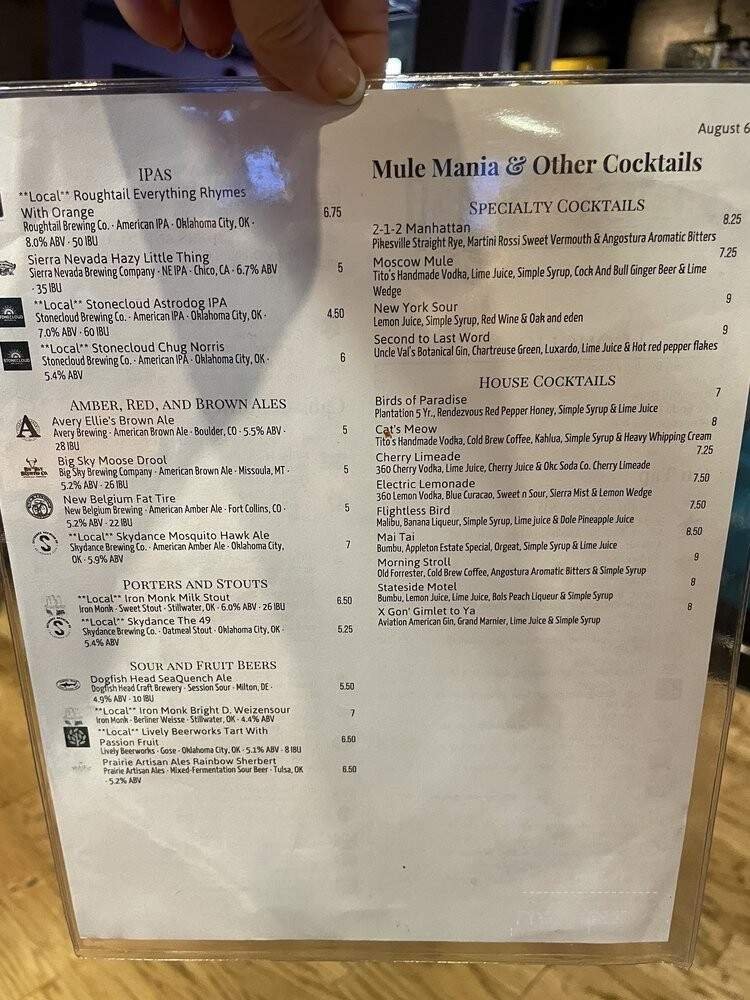 August 6
IPAS
**Local** Roughtail Everything Rhymes
With Orange
6.75
Roughtail Brewing Co. · American IPA · Oklahoma City, OK ·
8.0% ABV · 50 IBU
Sierra Nevada Hazy Little Thing
Sierra Nevada Brewing Company · NE IPA · Chico, CA · 6.7% ABV
5
· 35 IBU
**Local** Stonecloud Astrodog IPA
Stonecloud Brewing Co. · American IPA · Oklahoma City, OK ·
4.50
7.0% ABV · 60 IBU
**Local** Stonecloud Chug Norris
Stonecloud Brewing Co. · American IPA · Oklahoma City, OK ·
6
5.4% ABV
AMBER, RED, AND BROWN ALES
Avery Ellie's Brown Ale
Avery Brewing · American Brown Ale · Boulder, CO · 5.5% ABV ·
5
28 IBU
Big Sky Moose Drool
Big Sky Brewing Company · American Brown Ale · Missoula, MT ·
5
5.2% ABV · 26 IBU
New Belgium Fat Tire
New Belgium Brewing · American Amber Ale · Fort Collins, CO ·
5
5.2% ABV · 22 IBU
**Local** Skydance Mosquito Hawk Ale
Skydance Brewing Co. · American Amber Ale · Oklahoma City,
7
OK · 5.9% ABV
PORTERS AND STOUTS
**Local** Iron Monk Milk Stout
6.50
Iron Monk · Sweet Stout · Stillwater, OK · 6.0% ABV · 26 IBU
**Local** Skydance The 49
Skydance Brewing Co. · Oatmeal Stout · Oklahoma City, OK ·
5.25
5.4% ABV
SOUR AND FRUIT BEERS
Dogfish Head SeaQuench Ale
Dogfish Head Craft Brewery · Session Sour · Milton, DE ·
5.50
4.9% ABV · 10 IBU
**Local** Iron Monk Bright D. Weizensour
7
Iron Monk · Berliner Weisse · Stillwater, OK · 4.4% ABV
**Local** Lively Beerworks Tart With
Passion Fruit
6.50
Lively Beerworks · Gose · Oklahoma City, OK · 5.1% ABV · 8 IBU
Prairie Artisan Ales Rainbow Sherbert
Prairie Artisan Ales · Mixed-Fermentation Sour Beer · Tulsa, OK
6.50
· 5.2% ABV
Mule Mania & Other Cocktails
SPECIALTY COCKTAILS
2-1-2 Manhattan
8.25
Pikesville Straight Rye, Martini Rossi Sweet Vermouth & Angostura Aromatic Bitters
Moscow Mule
7.25
Tito's Handmade Vodka, Lime Juice, Simple Syrup, Cock And Bull Ginger Beer & Lime
Wedge
New York Sour
9
Lemon Juice, Simple Syrup, Red Wine & Oak and eden
Second to Last Word
9
Uncle Val's Botanical Gin, Chartreuse Green, Luxardo, Lime Juice & Hot red pepper flakes
HOUSE COCKTAILS
Birds of Paradise
7
Plantation 5 Yr., Rendezvous Red Pepper Honey, Simple Syrup & Lime Juice
Cat's Meow
8
Tito's Handmade Vodka, Cold Brew Coffee, Kahlua, Simple Syrup & Heavy Whipping Cream
Cherry Limeade
7.25
360 Cherry Vodka, Lime Juice, Cherry Juice & Okc Soda Co. Cherry Limeade
Electric Lemonade
7.50
360 Lemon Vodka, Blue Curacao, Sweet n Sour, Sierra Mist & Lemon Wedge
Flightless Bird
7.50
Malibu, Banana Liqueur, Simple Syrup, Lime juice & Dole Pineapple Juice
Mai Tai
8.50
Bumbu, Appleton Estate Special, Orgeat, Simple Syrup & Lime Juice
Morning Stroll
9
Old Forrester, Cold Brew Coffee, Angostura Aromatic Bitters & Simple Syrup
Stateside Motel
8
Bumbu, Lemon Juice, Lime Juice, Bols Peach Liqueur & Simple Syrup
X Gon' Gimlet to Ya
8
Aviation American Gin, Grand Marnier, Lime Juice & Simple Syrup